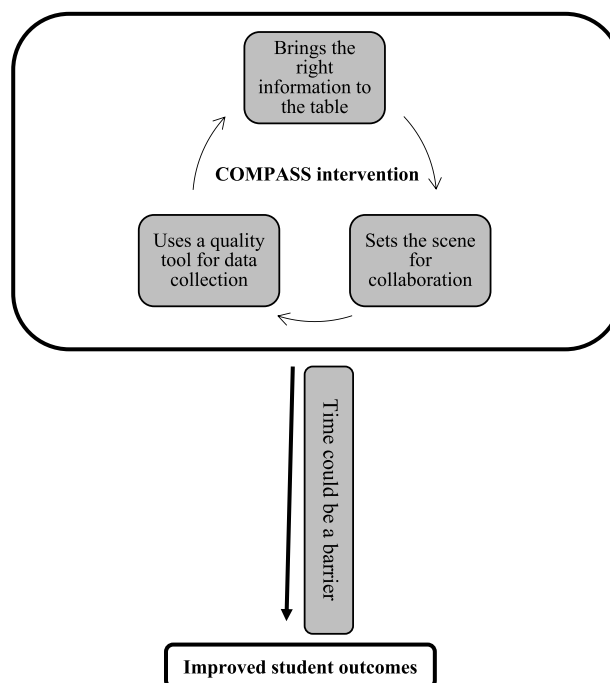 Brings the
right
information to
the table
COMPASS intervention
Uses a quality
tool for data
collection
Sets the scene
for
collaboration
Time could be a barrier
Improved student outcomes